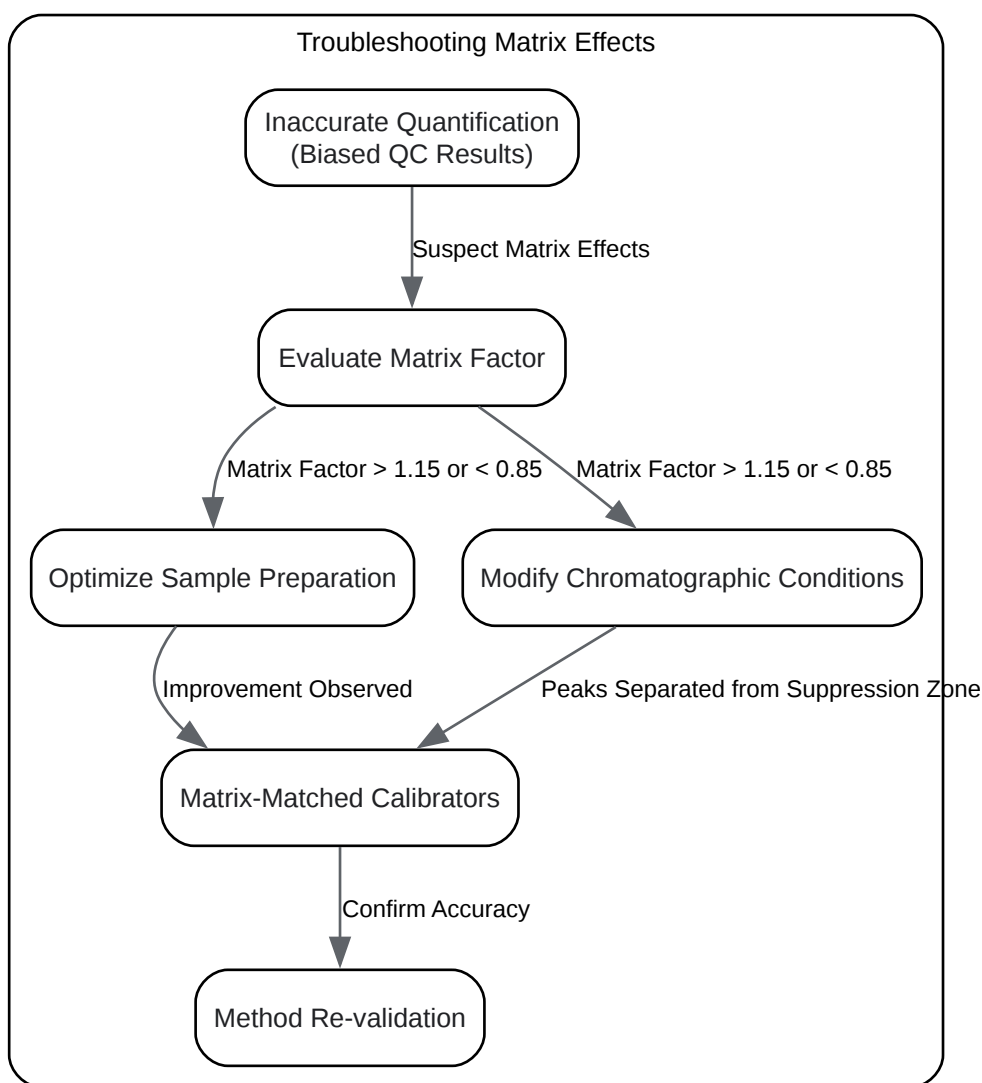 Troubleshooting Matrix Effects
Inaccurate Quantification
(Biased QC Results)
Suspect Matrix Effects
Evaluate Matrix Factor
Matrix Factor > 1.15 or < 0.85
Matrix Factor > 1.15 or < 0.85
Optimize Sample Preparation
Modify Chromatographic Conditions
Improvement Observed
Peaks Separated from Suppression Zone
Matrix-Matched Calibrators
Confirm Accuracy
Method Re-validation